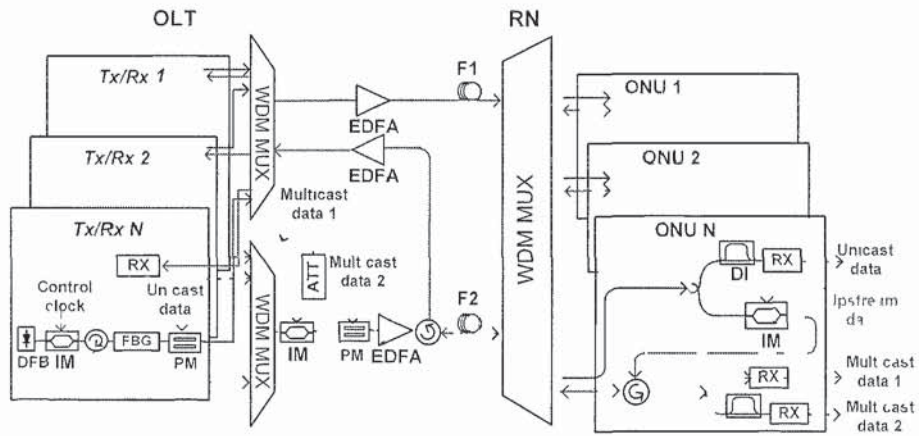 OLT
RN
Tx/Rx 1
Tx/Rx 2
Tx/Rx N
RX
Control
clock
Un cast
data
DFB
IM
FBG
PM
WDM MUX
WDM MUX
EDFA
EDFA
Multicast
data 1
ATT
Mult cast
data 2
IM
PM
EDFA
F1
F2
WDM MUX
ONU 1
ONU 2
ONU N
DI
RX
Unicast
data
IM
da
RX
Mult cast
data 1
RX
Mult cast
data 2